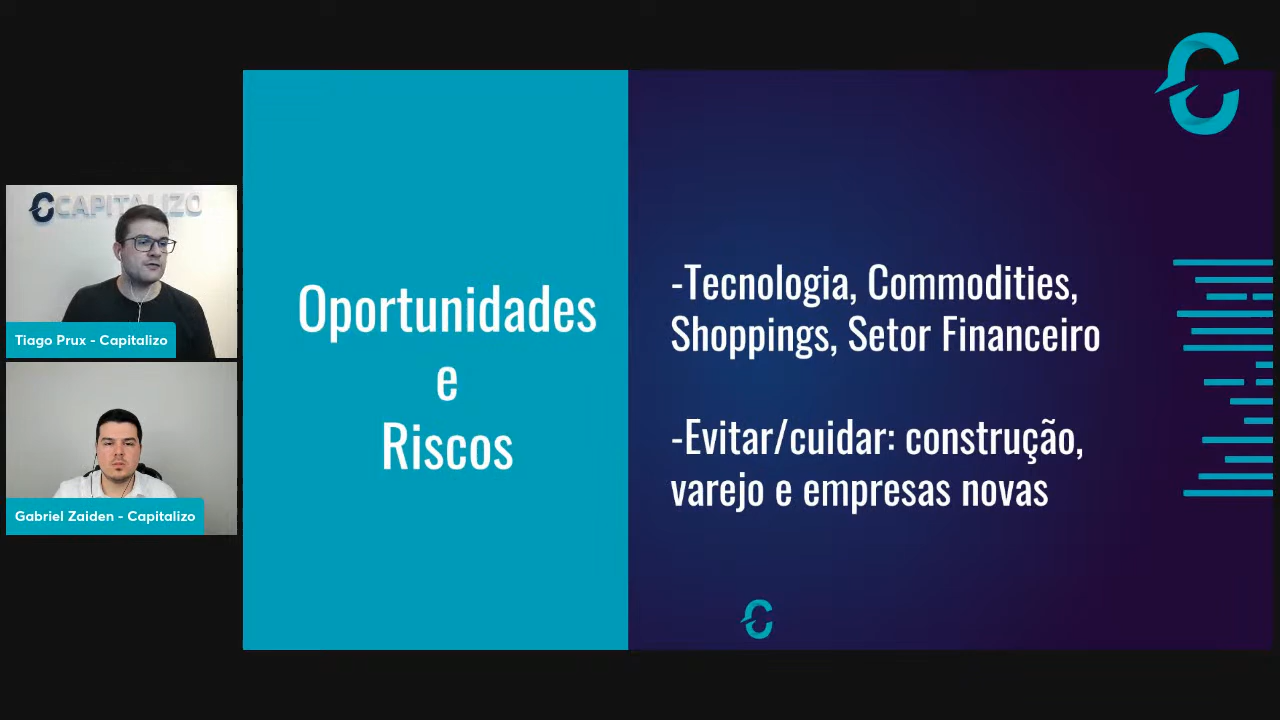 CAPITALIZO
Tiago Prux - Capitalizo
Gabriel Zaiden - Capitalizo
Oportunidades
e
Riscos
-Tecnologia, Commodities,
Shoppings, Setor Financeiro
-Evitar/cuidar: construção,
varejo e empresas novas